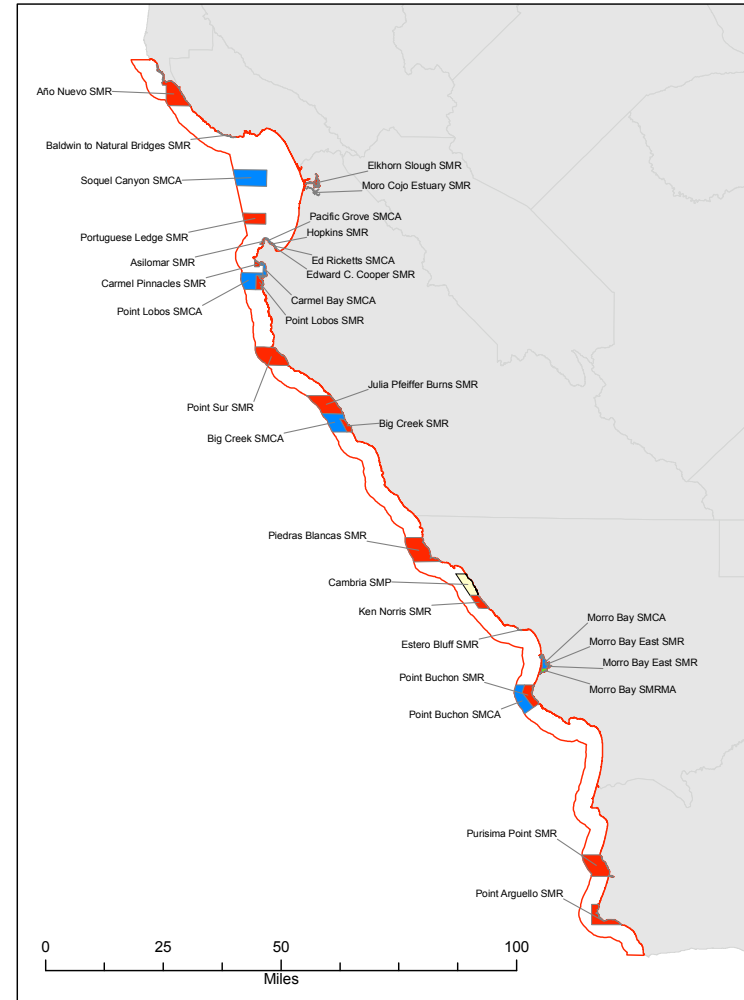 Año Nuevo SMR
Baldwin to Natural Bridges SMR
Elkhorn Slough SMR
Soquel Canyon SMCA
Moro Cojo Estuary SMR
Pacific Grove SMCA
Hopkins SMR
Portuguese Ledge SMR
Ed Ricketts SMCA
Asilomar SMR
Edward C. Cooper SMR
Carmel Pinnacles SMR
Carmel Bay SMCA
Point Lobos SMCA
Point Lobos SMR
Julia Pfeiffer Burns SMR
Point Sur SMR
Big Creek SMR
Big Creek SMCA
Piedras Blancas SMR
Cambria SMP
Ken Norris SMR
Morro Bay SMCA
Estero Bluff SMR
Morro Bay East SMR
Morro Bay East SMR
Point Buchon SMR
Morro Bay SMRMA
Point Buchon SMCA
Purisima Point SMR
Point Arguello SMR
0 25 50 100
Miles